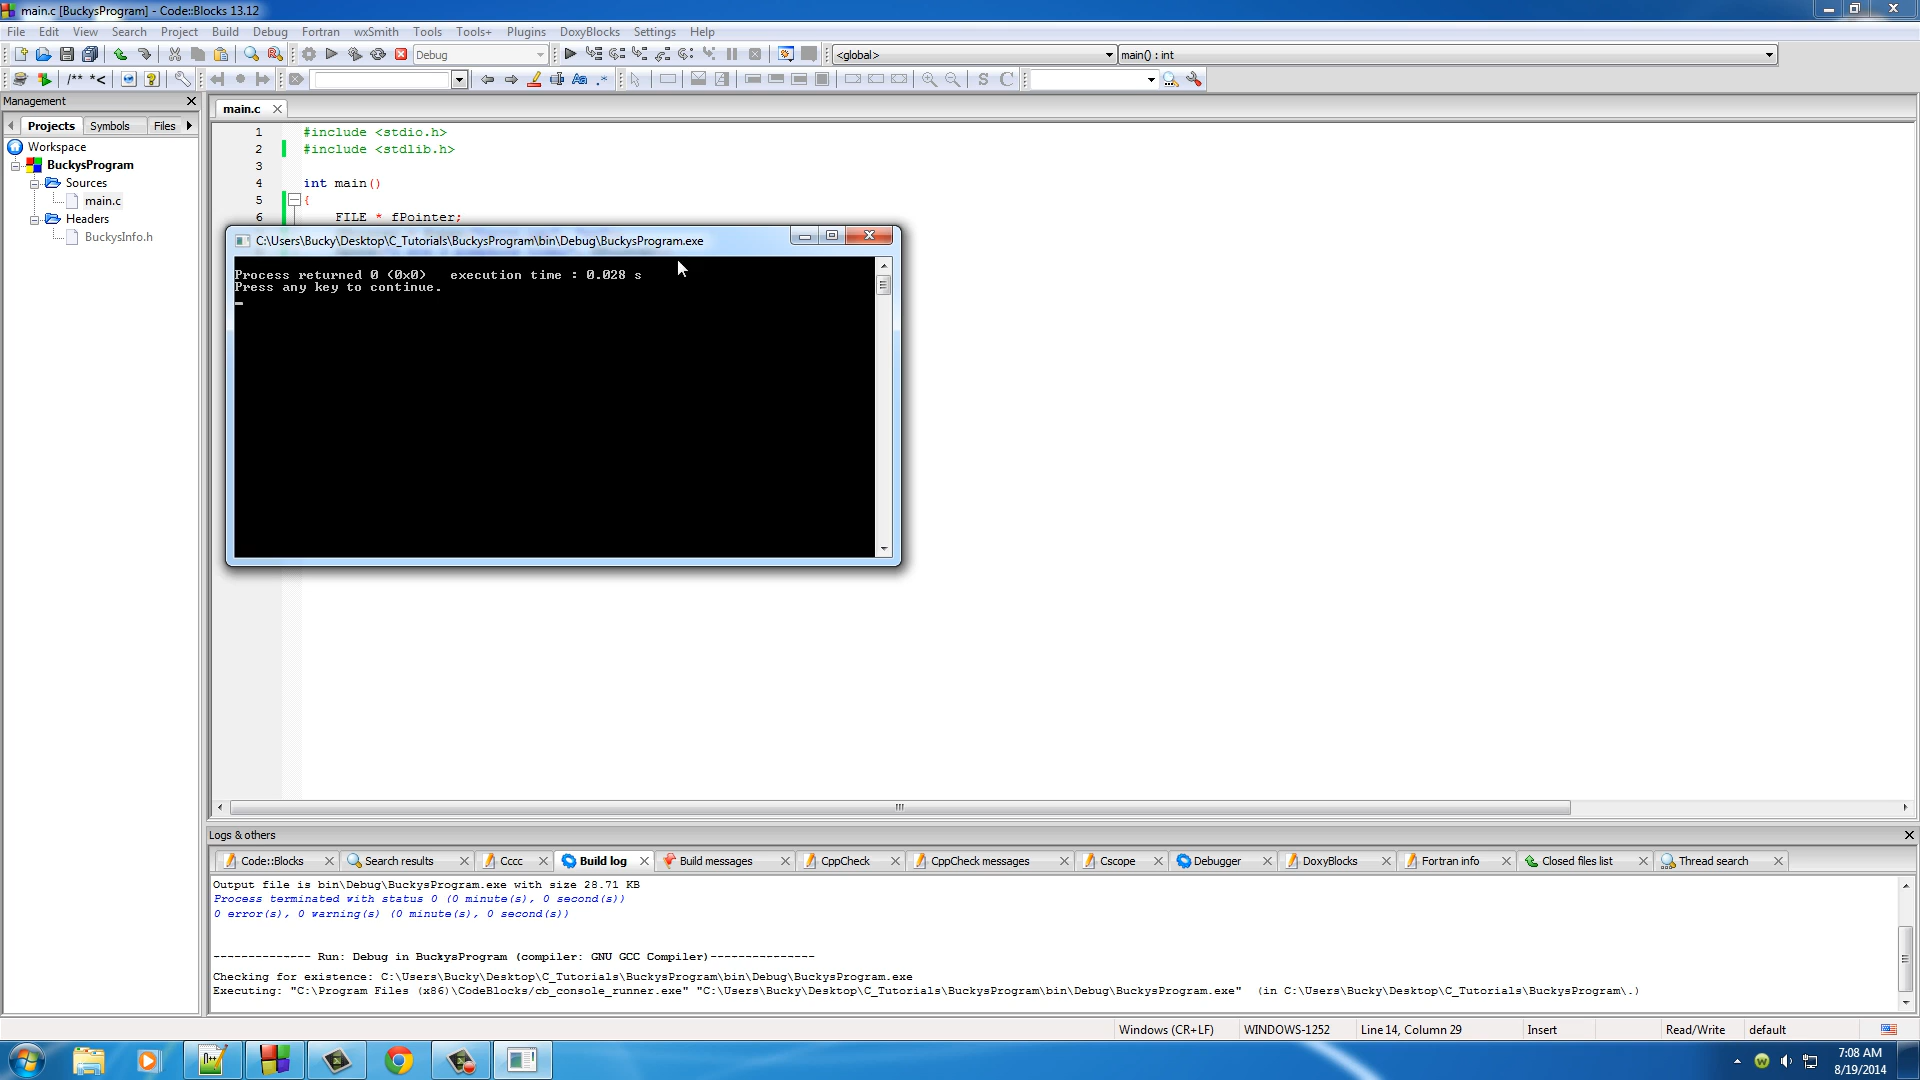 main.c [BuckysProgram] - Code::Blocks 13.12
File Edit View Search Project Build Debug Fortran wxSmith Tools Tools+ Plugins DoxyBlocks Settings Help
Debug
<global>
main() : int
/** *<
Aa .*
S C
Management
main.c
Projects Symbols Files
Workspace
BuckysProgram
Sources
main.c
Headers
BuckysInfo.h
1 #include <stdio.h>
2 #include <stdlib.h>
3
4 int main()
5 {
6 FILE * fPointer;
C:\Users\Bucky\Desktop\C_Tutorials\BuckysProgram\bin\Debug\BuckysProgram.exe
Process returned 0 (0x0) execution time : 0.028 s
Press any key to continue.
Logs & others
Code::Blocks Search results Cccc Build log Build messages CppCheck CppCheck messages Cscope Debugger DoxyBlocks Fortran info Closed files list Thread search
Output file is bin\Debug\BuckysProgram.exe with size 28.71 KB
Process terminated with status 0 (0 minute(s), 0 second(s))
0 error(s), 0 warning(s) (0 minute(s), 0 second(s))
-------------- Run: Debug in BuckysProgram (compiler: GNU GCC Compiler)---------------
Checking for existence: C:\Users\Bucky\Desktop\C_Tutorials\BuckysProgram\bin\Debug\BuckysProgram.exe
Executing: "C:\Program Files (x86)\CodeBlocks/cb_console_runner.exe" "C:\Users\Bucky\Desktop\C_Tutorials\BuckysProgram\bin\Debug\BuckysProgram.exe" (in C:\Users\Bucky\Desktop\C_Tutorials\BuckysProgram\.)
Windows (CR+LF) WINDOWS-1252 Line 14, Column 29 Insert Read/Write default
7:08 AM
8/19/2014